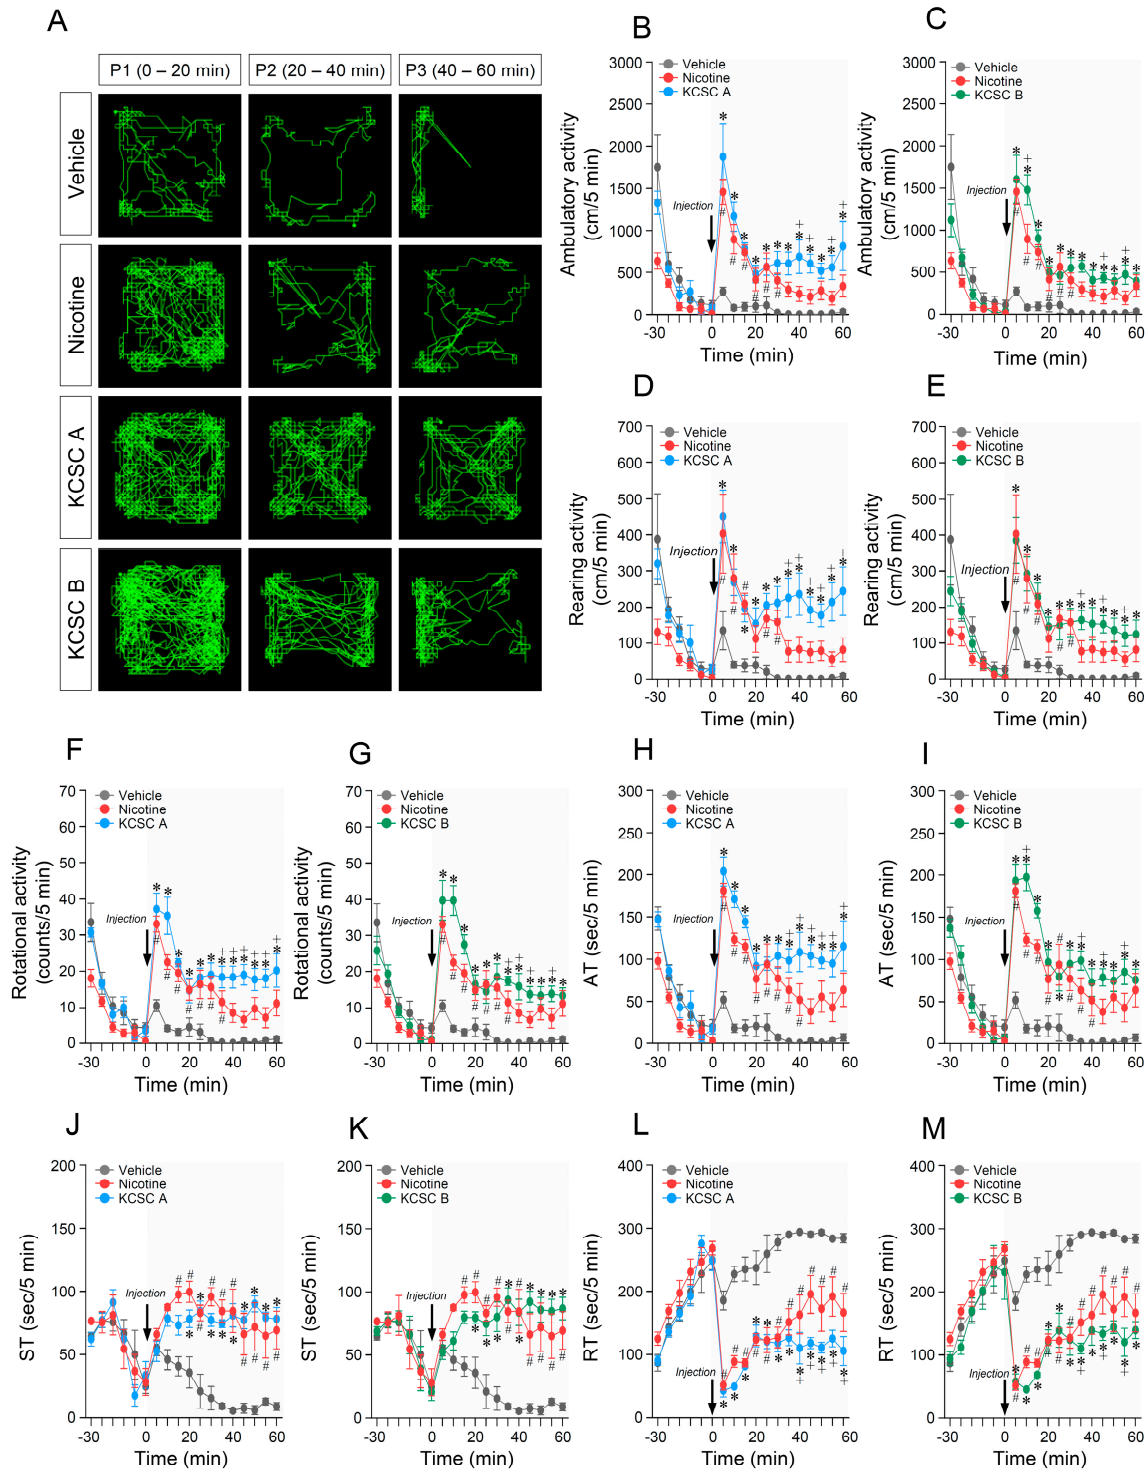 A
P1 (0 – 20 min) P2 (20 – 40 min) P3 (40 – 60 min)
Vehicle
Nicotine
KCSC A
KCSC B
B
Vehicle
Nicotine
KCSC A
3000
2500
2000
1500
1000
500
0
Ambulatory activity
(cm/5 min)
Injection
-30 0 20 40 60
Time (min)
C
Vehicle
Nicotine
KCSC B
3000
2500
2000
1500
1000
500
0
Ambulatory activity
(cm/5 min)
Injection
-30 0 20 40 60
Time (min)
D
Vehicle
Nicotine
KCSC A
700
600
500
400
300
200
100
0
Rearing activity
(cm/5 min)
Injection
-30 0 20 40 60
Time (min)
E
Vehicle
Nicotine
KCSC B
700
600
500
400
300
200
100
0
Rearing activity
(cm/5 min)
Injection
-30 0 20 40 60
Time (min)
F
Vehicle
Nicotine
KCSC A
70
60
50
40
30
20
10
0
Rotational activity
(counts/5 min)
Injection
-30 0 20 40 60
Time (min)
G
Vehicle
Nicotine
KCSC B
70
60
50
40
30
20
10
0
Rotational activity
(counts/5 min)
Injection
-30 0 20 40 60
Time (min)
H
Vehicle
Nicotine
KCSC A
300
250
200
150
100
50
0
AT (sec/5 min)
Injection
-30 0 20 40 60
Time (min)
I
Vehicle
Nicotine
KCSC B
300
250
200
150
100
50
0
AT (sec/5 min)
Injection
-30 0 20 40 60
Time (min)
J
Vehicle
Nicotine
KCSC A
200
150
100
50
0
ST (sec/5 min)
Injection
-30 0 20 40 60
Time (min)
K
Vehicle
Nicotine
KCSC B
200
150
100
50
0
ST (sec/5 min)
Injection
-30 0 20 40 60
Time (min)
L
Vehicle
Nicotine
KCSC A
400
300
200
100
0
RT (sec/5 min)
Injection
-30 0 20 40 60
Time (min)
M
Vehicle
Nicotine
KCSC B
400
300
200
100
0
RT (sec/5 min)
Injection
-30 0 20 40 60
Time (min)